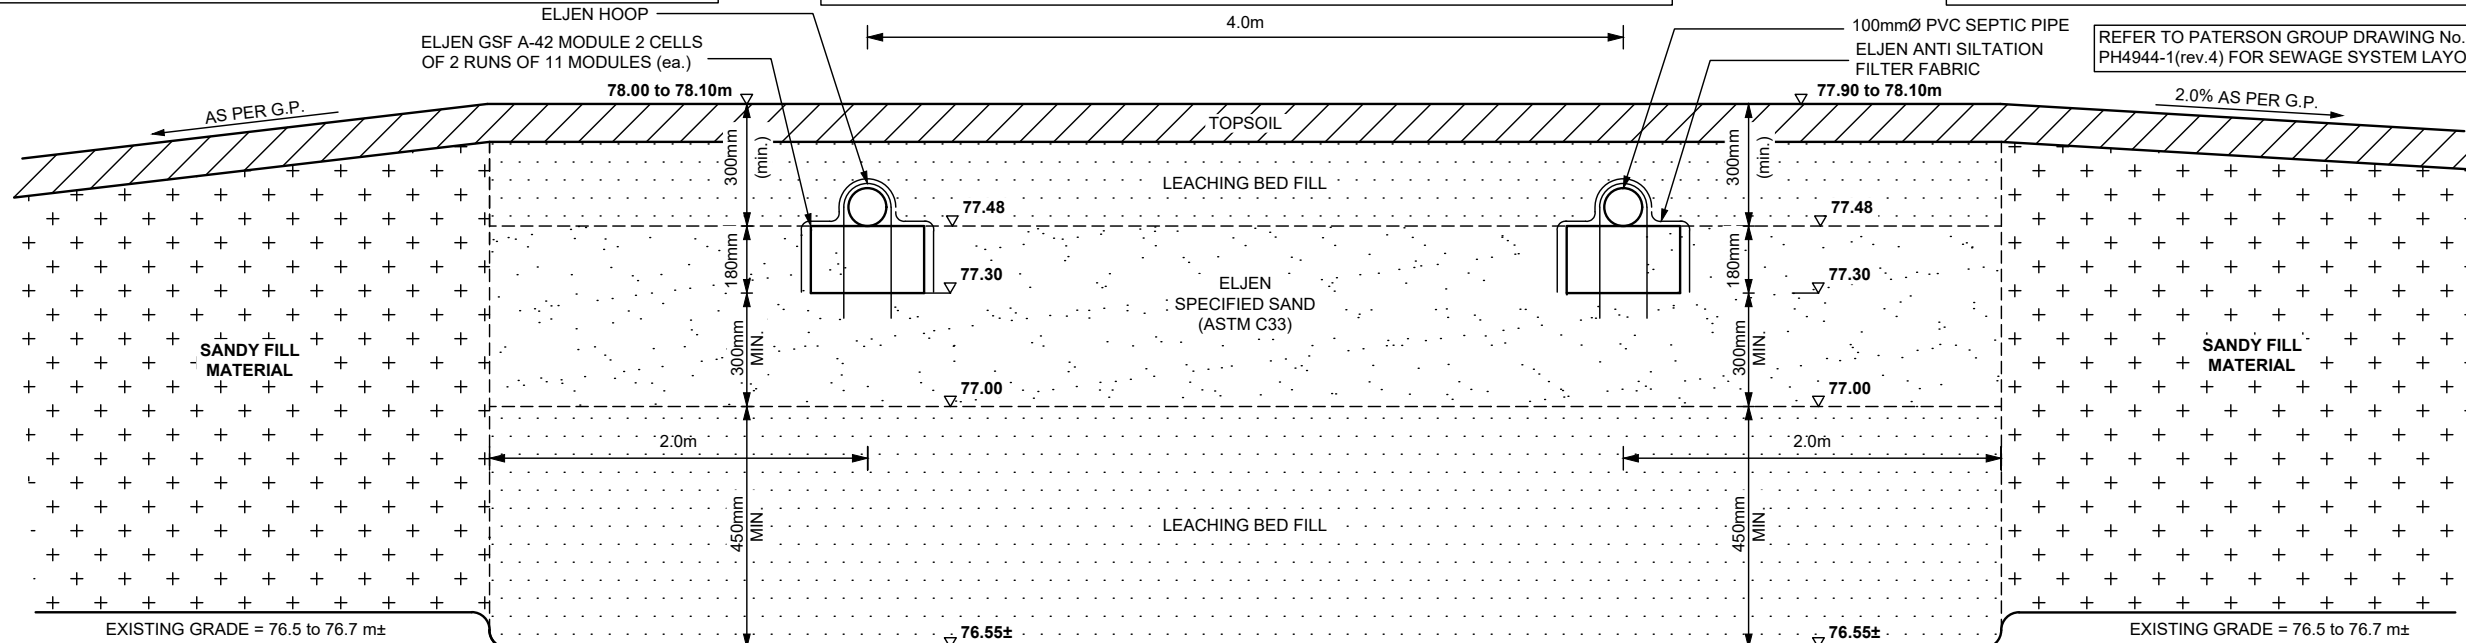 ELJEN HOOP
4.0m
100mmØ PVC SEPTIC PIPE
ELJEN GSF A-42 MODULE 2 CELLS
OF 2 RUNS OF 11 MODULES (ea.)
ELJEN ANTI SILTATION
FILTER FABRIC
REFER TO PATERSON GROUP DRAWING No.
PH4944-1(rev.4) FOR SEWAGE SYSTEM LAYO
78.00 to 78.10m
77.90 to 78.10m
AS PER G.P.
2.0% AS PER G.P.
TOPSOIL
300mm
(min.)
300mm
(min.)
LEACHING BED FILL
77.48
77.48
180mm
180mm
77.30
77.30
ELJEN
SPECIFIED SAND
(ASTM C33)
300mm
MIN.
300mm
MIN.
SANDY FILL
MATERIAL
SANDY FILL
MATERIAL
77.00
77.00
2.0m
2.0m
450mm
MIN.
450mm
MIN.
LEACHING BED FILL
EXISTING GRADE = 76.5 to 76.7 m±
76.55±
76.55±
EXISTING GRADE = 76.5 to 76.7 m±